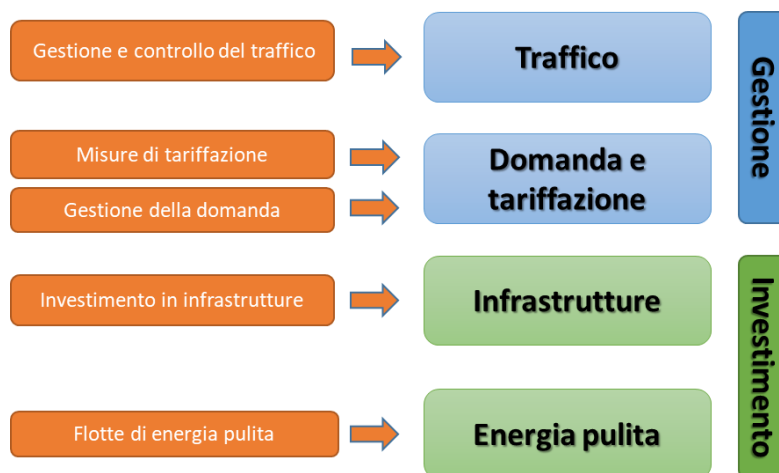 Gestione e controllo del traffico
Traffico
Gestione
Misure di tariffazione
Domanda e
tariffazione
Gestione della domanda
Investimento in infrastrutture
Infrastrutture
Investimento
Flotte di energia pulita
Energia pulita